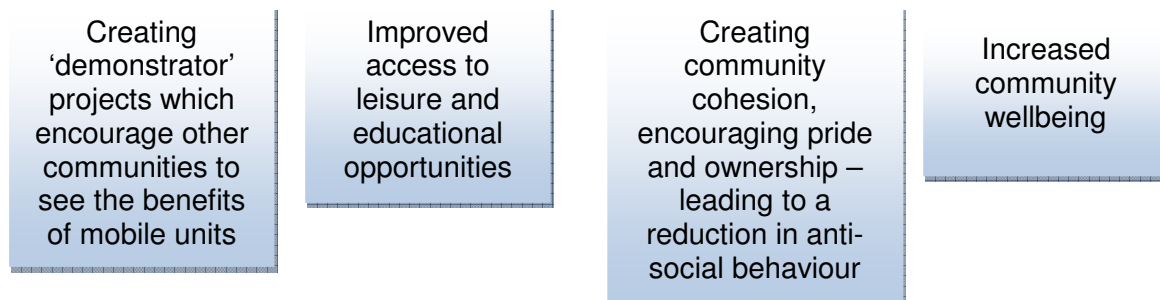 Creating
‘demonstrator’
projects which
encourage other
communities to
see the benefits
of mobile units
Improved
access to
leisure and
educational
opportunities
Creating
community
cohesion,
encouraging pride
and ownership –
leading to a
reduction in anti-
social behaviour
Increased
community
wellbeing